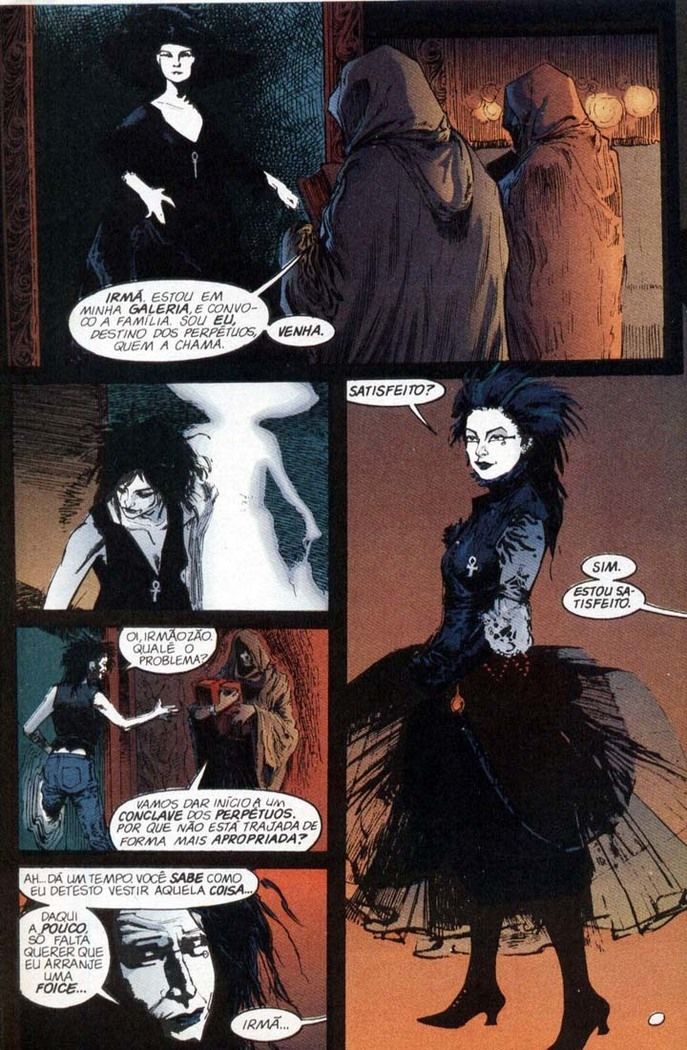 IRMÃ. ESTOU EM
MINHA GALERIA, E CONVO-
CO A FAMÍLIA. SOU EU,
DESTINO DOS PERPÉTUOS,
QUEM A CHAMA.
VENHA.
OI, IRMÃOZÃO.
QUAL É O
PROBLEMA?
VAMOS DAR INÍCIO A UM
CONCLAVE DOS PERPÉTUOS.
POR QUE NÃO ESTÁ TRAJADA DE
FORMA MAIS APROPRIADA?
AH... DÁ UM TEMPO. VOCÊ SABE COMO
EU DETESTO VESTIR AQUELA COISA...
DAQUI
A POUCO,
SÓ FALTA
QUERER QUE
EU ARRANJE
UMA
FOICE...
IRMÃ...
SATISFEITO?
SIM.
ESTOU SA-
TISFEITO.